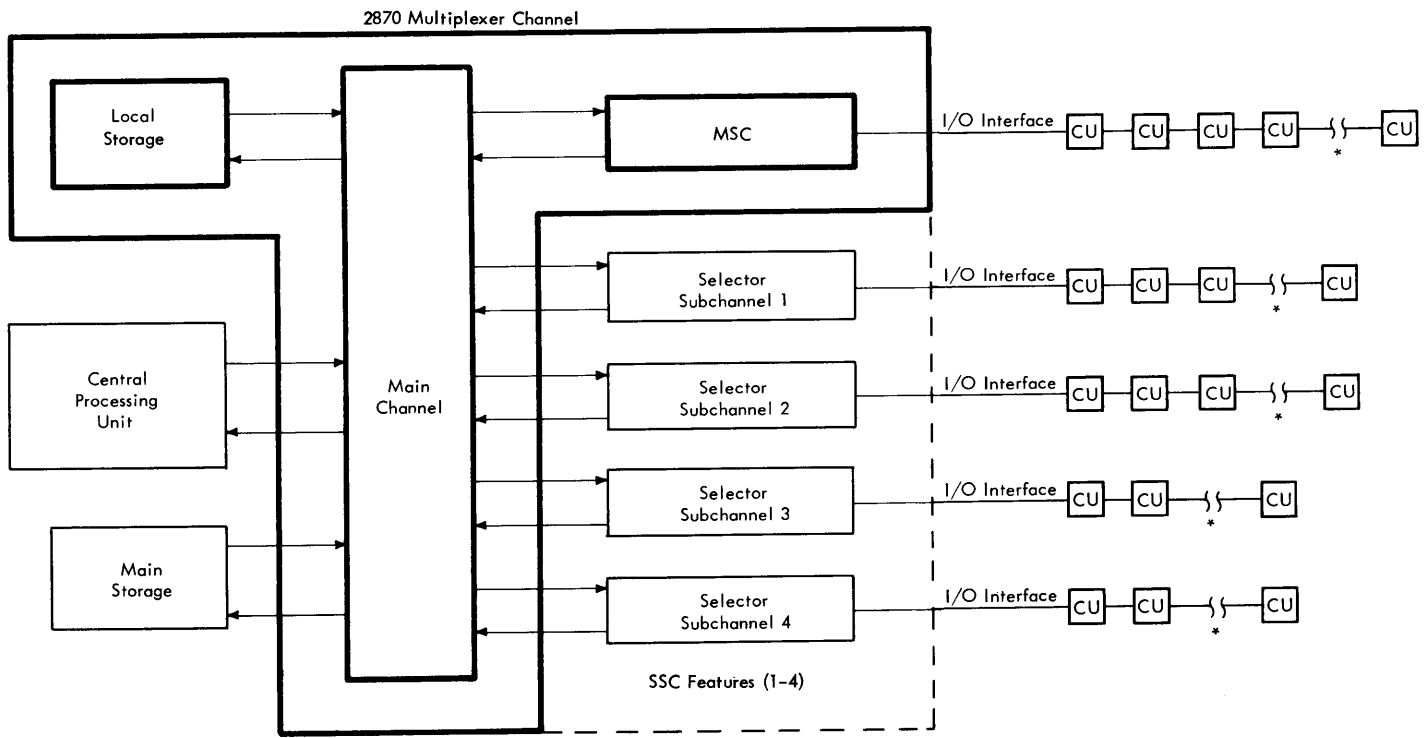 2870 Multiplexer Channel
Local
Storage
MSC
I/O Interface
CU CU CU CU CU
*
Selector
Subchannel 1
I/O Interface
CU CU CU CU
*
Central
Processing
Unit
Main
Channel
Selector
Subchannel 2
I/O Interface
CU CU CU CU
*
Selector
Subchannel 3
I/O Interface
CU CU CU
*
Main
Storage
Selector
Subchannel 4
I/O Interface
CU CU CU
*
SSC Features (1-4)